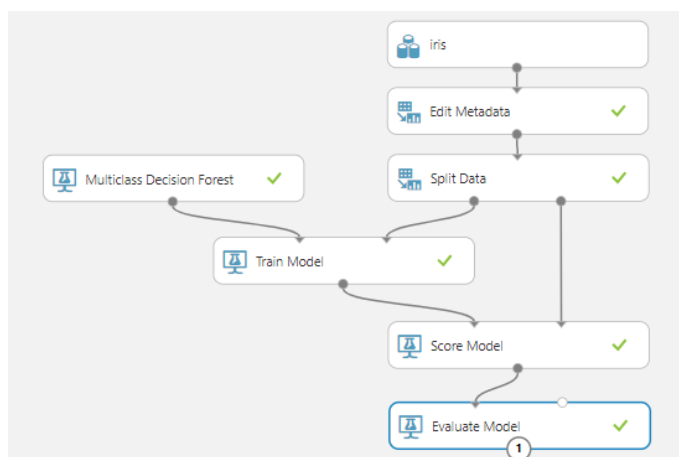 iris
Edit Metadata
Multiclass Decision Forest
Split Data
Train Model
Score Model
Evaluate Model
1